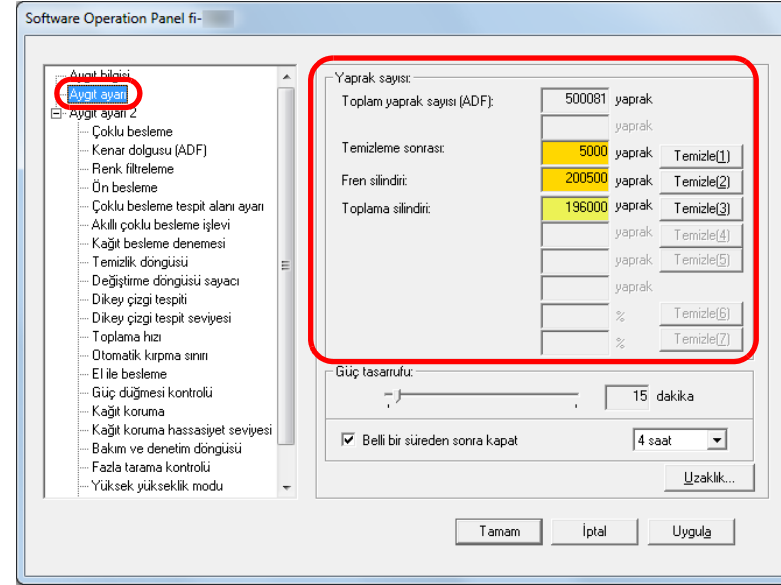 Software Operation Panel fi-
Aygıt bilgisi
Aygıt ayarı
Aygıt ayarı 2
Çoklu besleme
Kenar dolgusu (ADF)
Renk filtreleme
Ön besleme
Çoklu besleme tespit alanı ayarı
Akıllı çoklu besleme işlevi
Kağıt besleme denemesi
Temizlik döngüsü
Değiştirme döngüsü sayacı
Dikey çizgi tespiti
Dikey çizgi tespit seviyesi
Toplama hızı
Otomatik kırpma sınırı
El ile besleme
Güç düğmesi kontrolü
Kağıt koruma
Kağıt koruma hassasiyet seviyesi
Bakım ve denetim döngüsü
Fazla tarama kontrolü
Yüksek yükseklik modu
Yaprak sayısı:
Toplam yaprak sayısı (ADF): 500081 yaprak
yaprak
Temizleme sonrası: 5000 yaprak Temizle(1)
Fren silindiri: 200500 yaprak Temizle(2)
Toplama silindiri: 196000 yaprak Temizle(3)
yaprak Temizle(4)
yaprak Temizle(5)
yaprak
% Temizle(6)
% Temizle(7)
Güç tasarrufu:
15 dakika
Belli bir süreden sonra kapat 4 saat
Uzaklık...
Tamam İptal Uygula